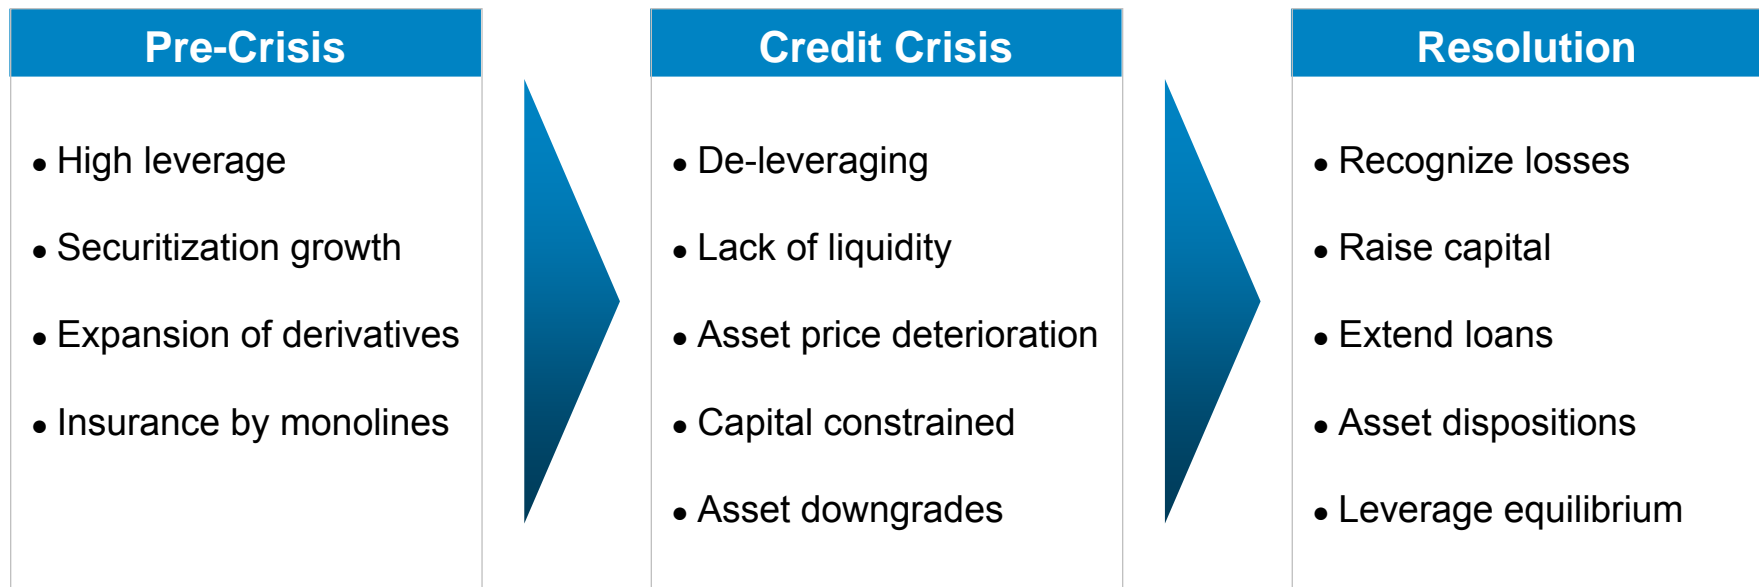 Pre-Crisis
• High leverage
• Securitization growth
• Expansion of derivatives
• Insurance by monolines
Credit Crisis
• De-leveraging
• Lack of liquidity
• Asset price deterioration
• Capital constrained
• Asset downgrades
Resolution
• Recognize losses
• Raise capital
• Extend loans
• Asset dispositions
• Leverage equilibrium